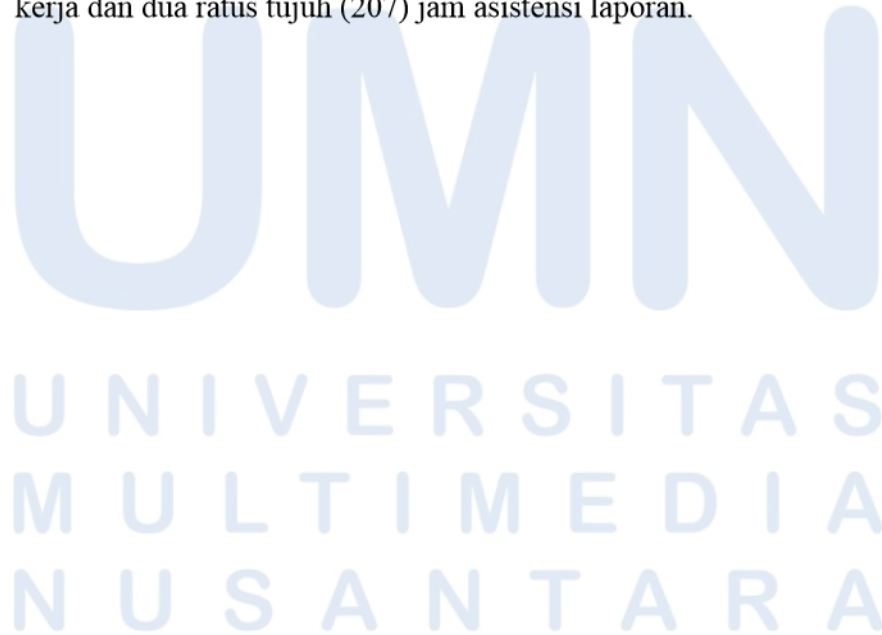 kerja dan dua ratus tujuh (207) jam asistensi laporan.
UMN
UNIVERSITAS
MULTIMEDIA
NUSANTARA